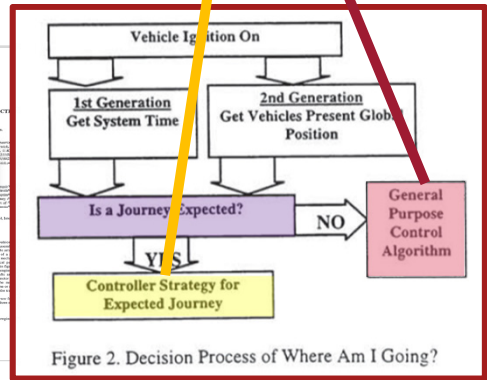 Vehicle Ignition On
1st Generation
Get System Time
2nd Generation
Get Vehicles Present Global
Position
Is a Journey Expected?
NO
General
Purpose
Control
Algorithm
YES
Controller Strategy for
Expected Journey
Figure 2. Decision Process of Where Am I Going?